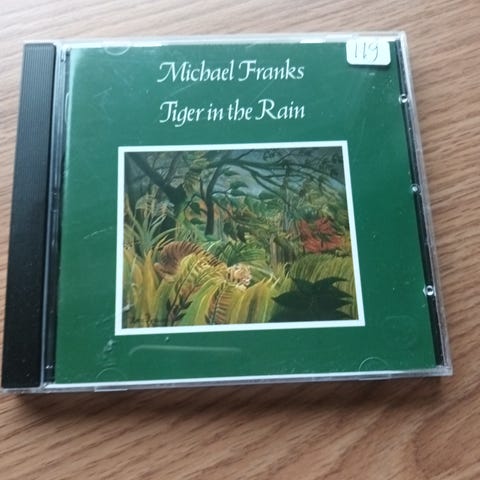 Michael Franks
Tiger in the Rain
119